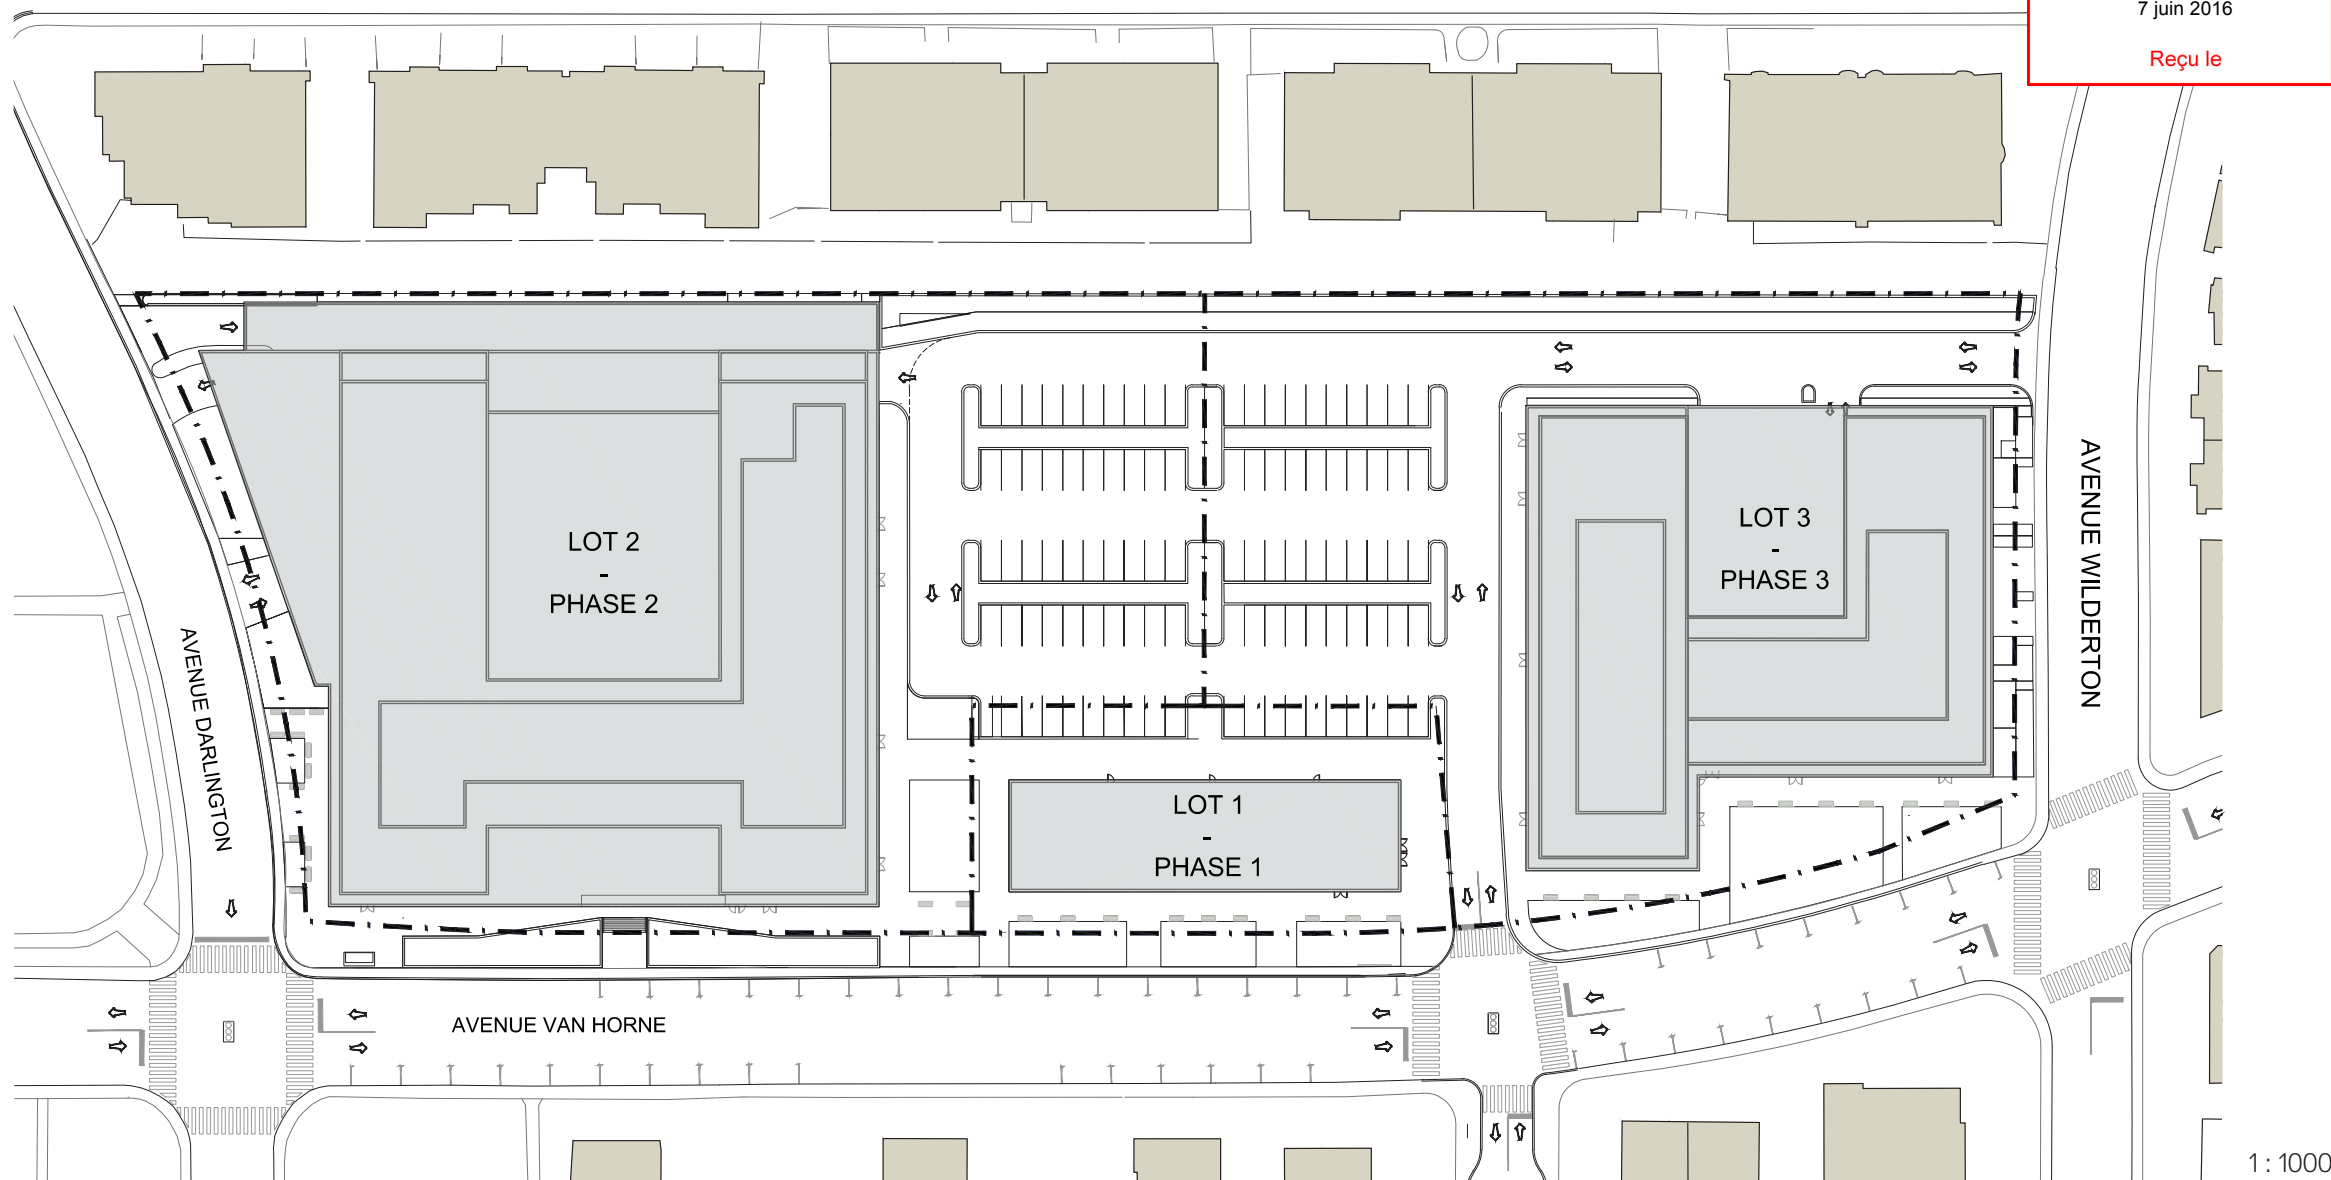 7 juin 2016
Reçu le
LOT 2
-
PHASE 2
LOT 3
-
PHASE 3
AVENUE WILDERTON
AVENUE DARLINGTON
LOT 1
-
PHASE 1
AVENUE VAN HORNE
1 : 1000